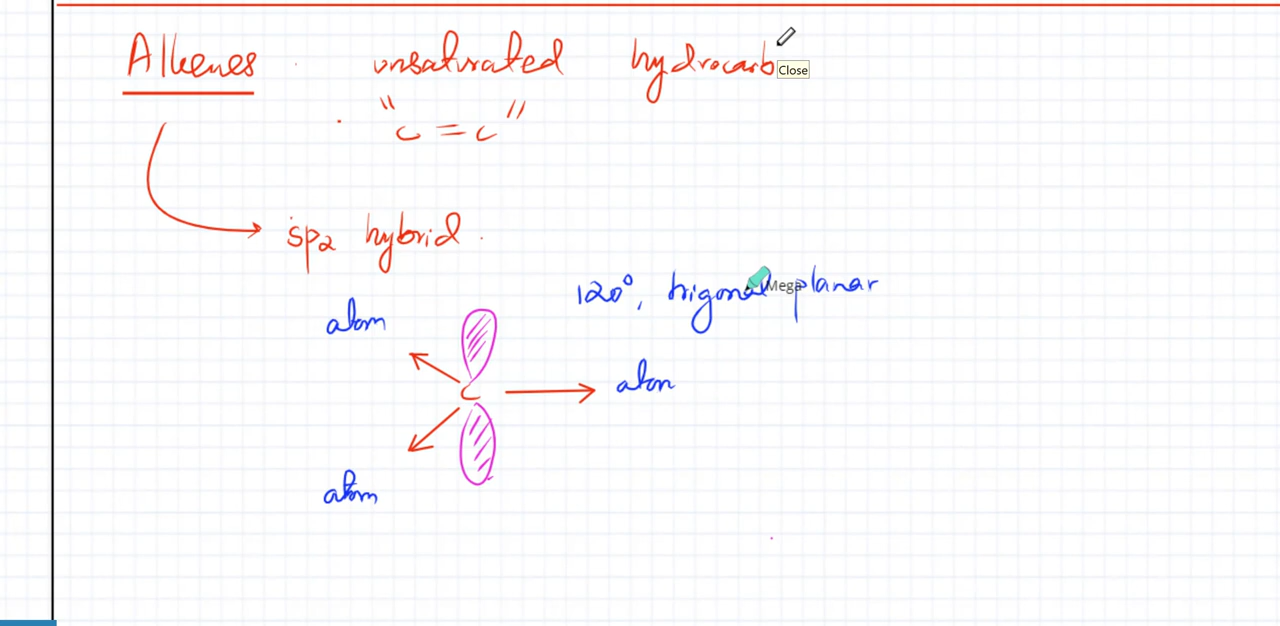 Alkenes unsaturated hydrocarb
Close
"c = c"
sp2 hybrid.
120°, trigonal planar
Mega
atom
c
atom
atom